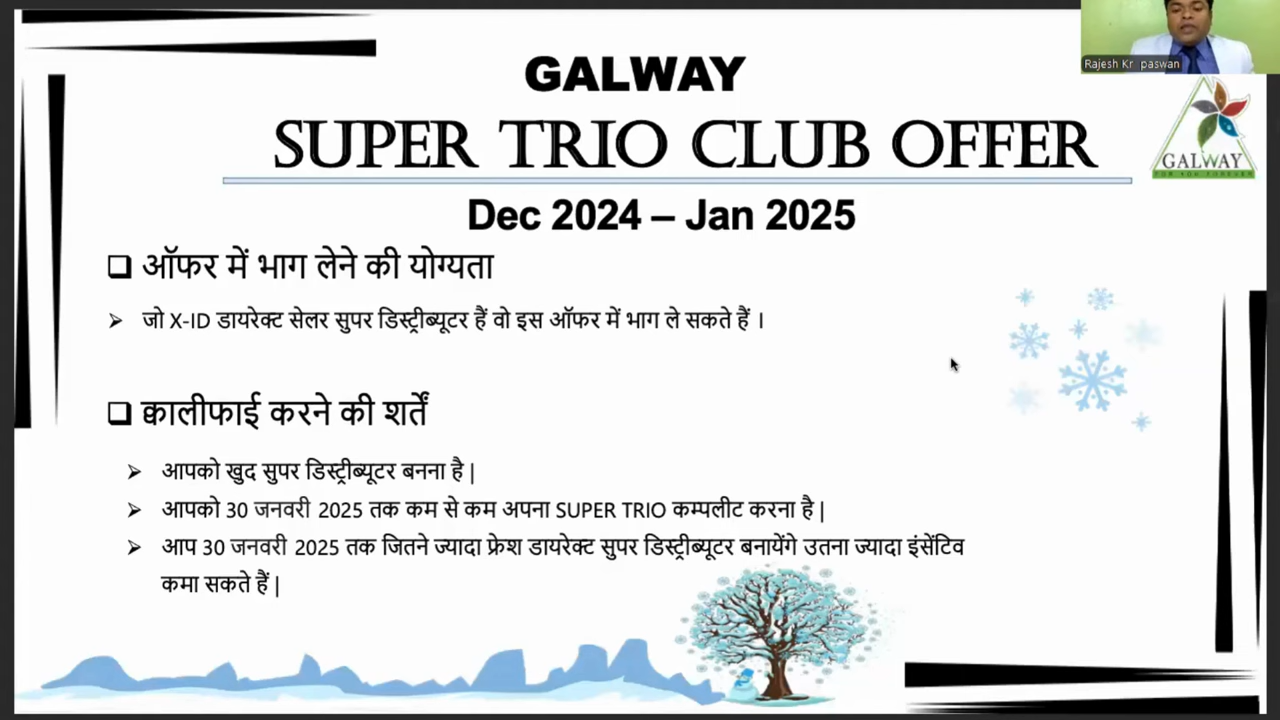 Rajesh Kr paswan
GALWAY
SUPER TRIO CLUB OFFER
GALWAY
Dec 2024 – Jan 2025
❑ ऑफर में भाग लेने की योग्यता
➢ जो X-ID डायरेक्ट सेलर सुपर डिस्ट्रीब्यूटर हैं वो इस ऑफर में भाग ले सकते हैं ।
❑ क्वालीफाई करने की शर्तें
➢ आपको खुद सुपर डिस्ट्रीब्यूटर बनना है |
➢ आपको 30 जनवरी 2025 तक कम से कम अपना SUPER TRIO कम्पलीट करना है |
➢ आप 30 जनवरी 2025 तक जितने ज्यादा फ्रेश डायरेक्ट सुपर डिस्ट्रीब्यूटर बनायेंगे उतना ज्यादा इंसेंटिव
कमा सकते हैं |